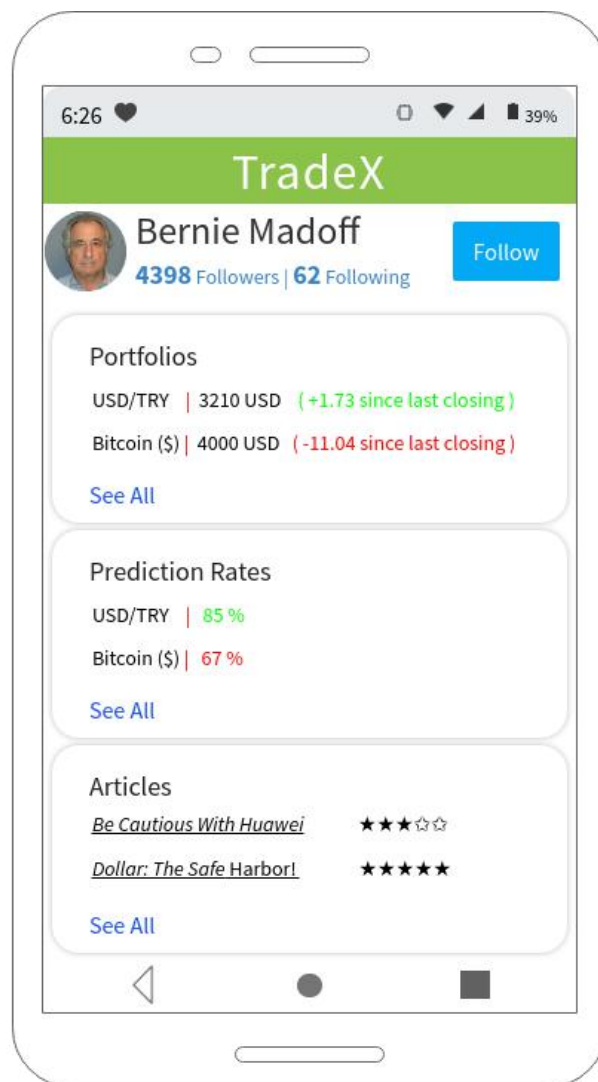 6:26 39%
TradeX
Bernie Madoff
4398 Followers | 62 Following
Follow
Portfolios
USD/TRY | 3210 USD ( +1.73 since last closing )
Bitcoin ($) | 4000 USD ( -11.04 since last closing )
See All
Prediction Rates
USD/TRY | 85 %
Bitcoin ($) | 67 %
See All
Articles
Be Cautious With Huawei ★★★✩✩
Dollar: The Safe Harbor! ★★★★★
See All